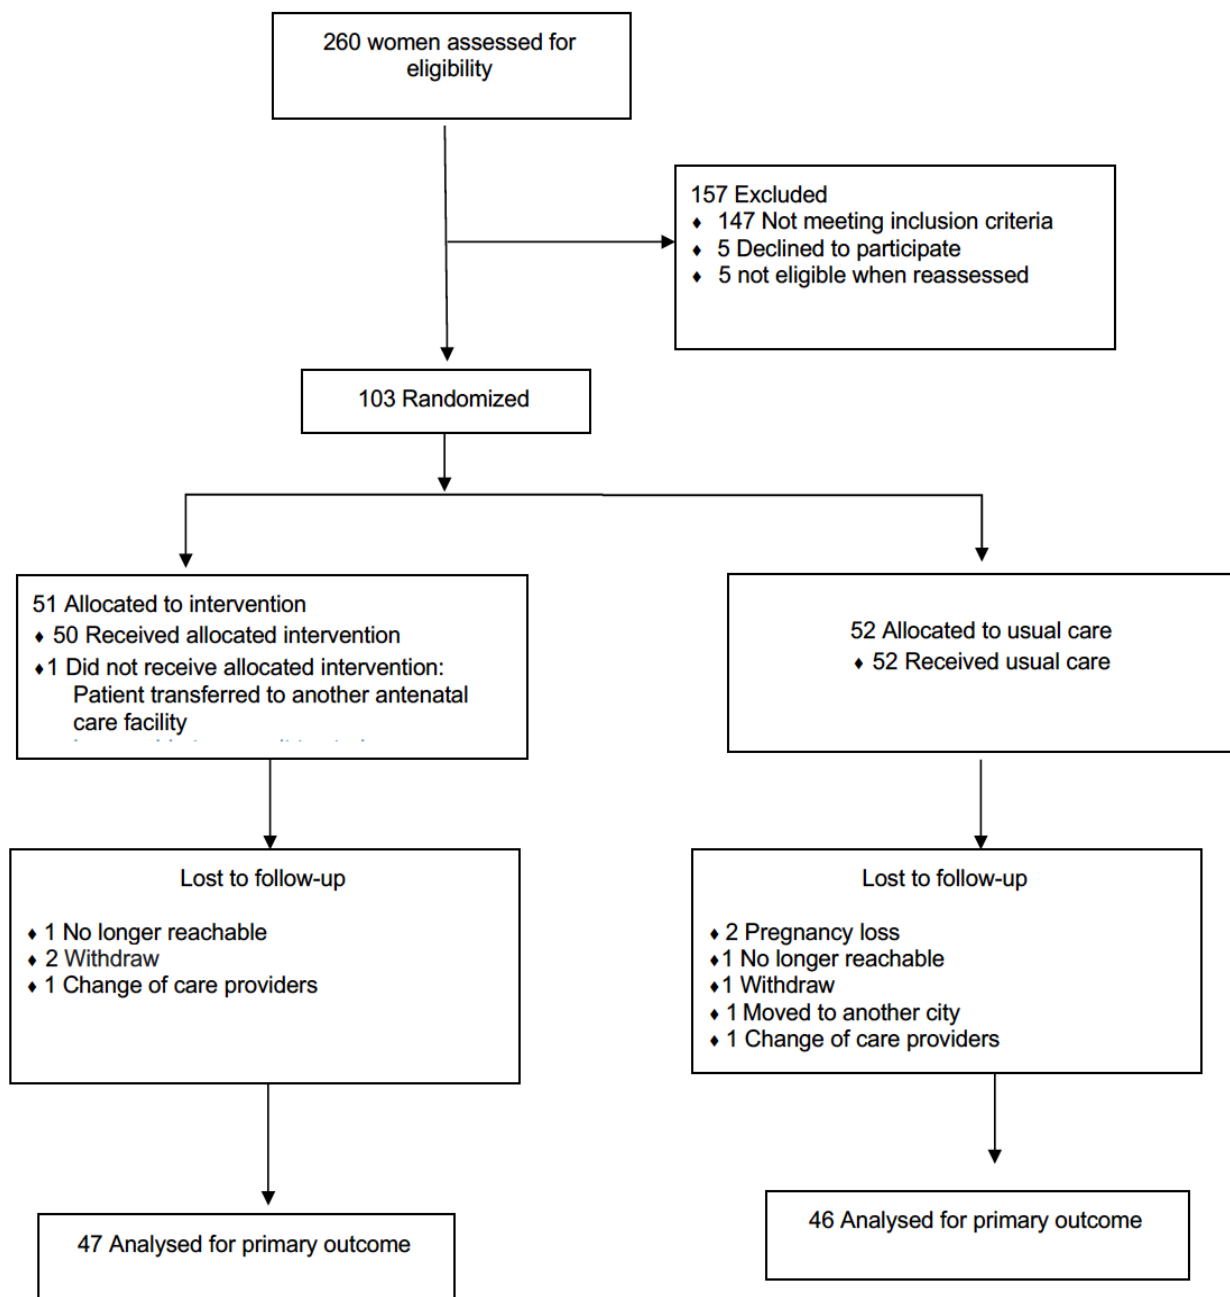 260 women assessed for
eligibility
157 Excluded
♦ 147 Not meeting inclusion criteria
♦ 5 Declined to participate
♦ 5 not eligible when reassessed
103 Randomized
51 Allocated to intervention
♦ 50 Received allocated intervention
♦ 1 Did not receive allocated intervention:
Patient transferred to another antenatal
care facility
52 Allocated to usual care
♦ 52 Received usual care
Lost to follow-up
♦ 1 No longer reachable
♦ 2 Withdraw
♦ 1 Change of care providers
Lost to follow-up
♦ 2 Pregnancy loss
♦1 No longer reachable
♦1 Withdraw
♦ 1 Moved to another city
♦ 1 Change of care providers
47 Analysed for primary outcome
46 Analysed for primary outcome